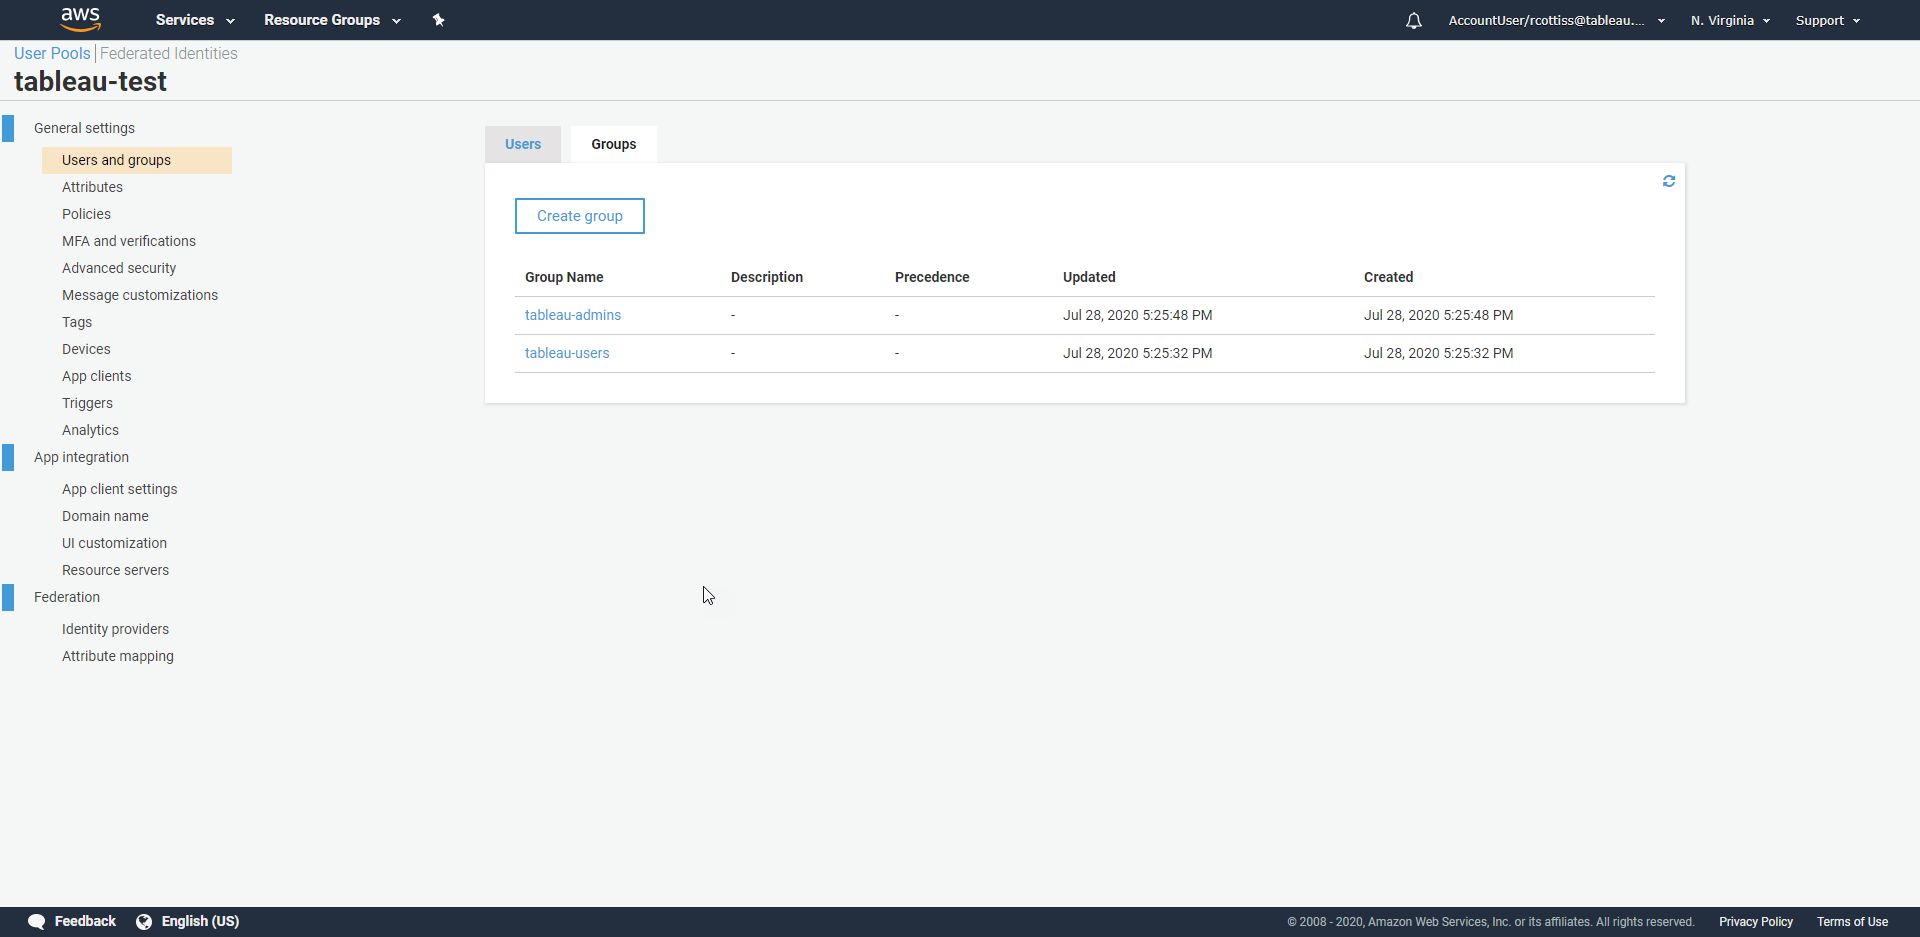 aws
Services
Resource Groups
AccountUser/rcottiss@tableau....
N. Virginia
Support
User Pools Federated Identities
tableau-test
General settings
Users and groups
Attributes
Policies
MFA and verifications
Advanced security
Message customizations
Tags
Devices
App clients
Triggers
Analytics
App integration
App client settings
Domain name
UI customization
Resource servers
Federation
Identity providers
Attribute mapping
Users
Groups
Create group
Group Name Description Precedence Updated Created
tableau-admins - - Jul 28, 2020 5:25:48 PM Jul 28, 2020 5:25:48 PM
tableau-users - - Jul 28, 2020 5:25:32 PM Jul 28, 2020 5:25:32 PM
Feedback
English (US)
© 2008 - 2020, Amazon Web Services, Inc. or its affiliates. All rights reserved.
Privacy Policy
Terms of Use